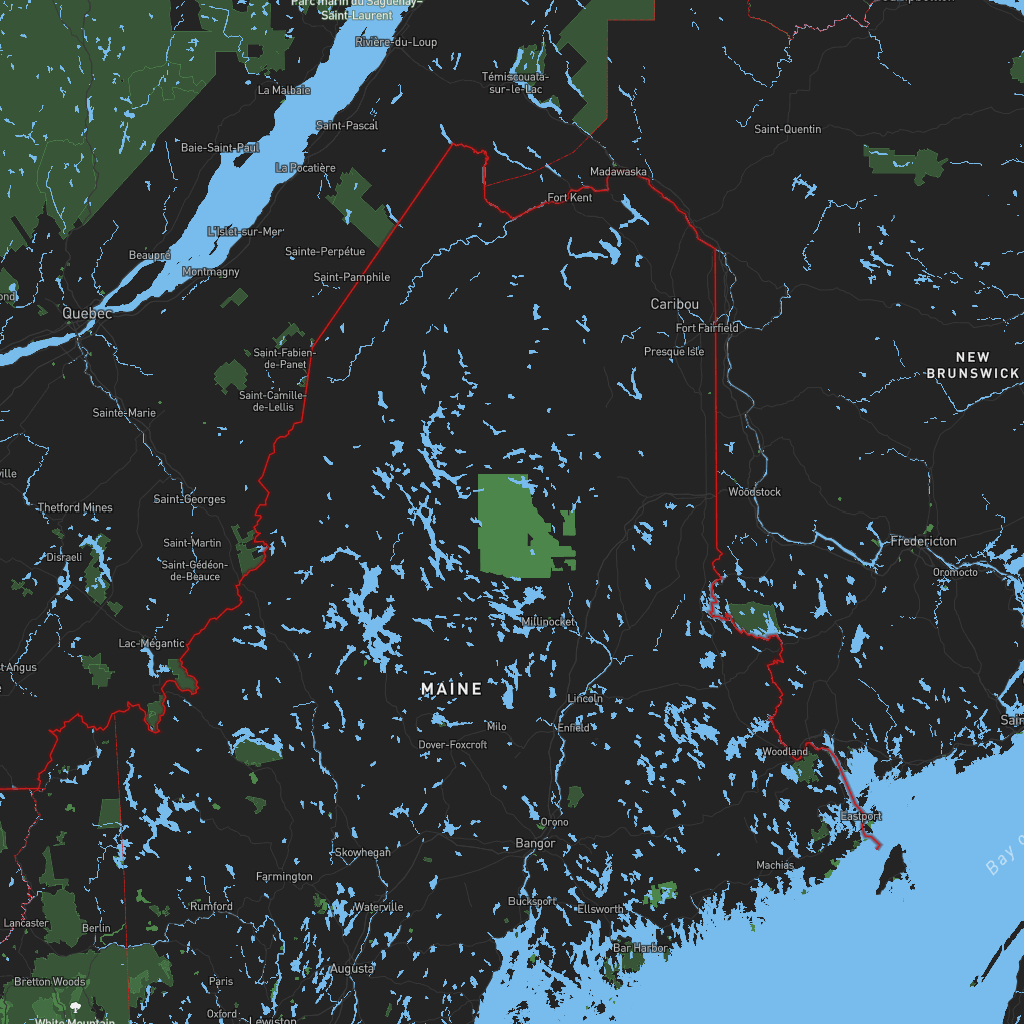 Parc marin du Saguenay–
Saint-Laurent
Rivière-du-Loup
Témiscouata-
sur-le-Lac
La Malbaie
Saint-Pascal
Saint-Quentin
Baie-Saint-Paul
La Pocatière
Madawaska
Fort Kent
L'Islet-sur-Mer
Sainte-Perpétue
Beaupré
Montmagny
Saint-Pamphile
Quebec
Caribou
Fort Fairfield
Presque Isle
Saint-Fabien-
de-Panet
NEW
BRUNSWICK
Saint-Camille-
de-Lellis
Sainte-Marie
Saint-Georges
Woodstock
Thetford Mines
Saint-Martin
Fredericton
Disraeli
Saint-Gédéon-
de-Beauce
Oromocto
Millinocket
Lac-Mégantic
MAINE
Lincoln
Milo
Enfield
Dover-Foxcroft
Woodland
Eastport
Orono
Bangor
Skowhegan
Machias
Farmington
Bay
Rumford
Waterville
Bucksport
Ellsworth
Lancaster
Berlin
Bar Harbor
Augusta
Bretton Woods
Paris
Oxford
Lewiston
White Mountain